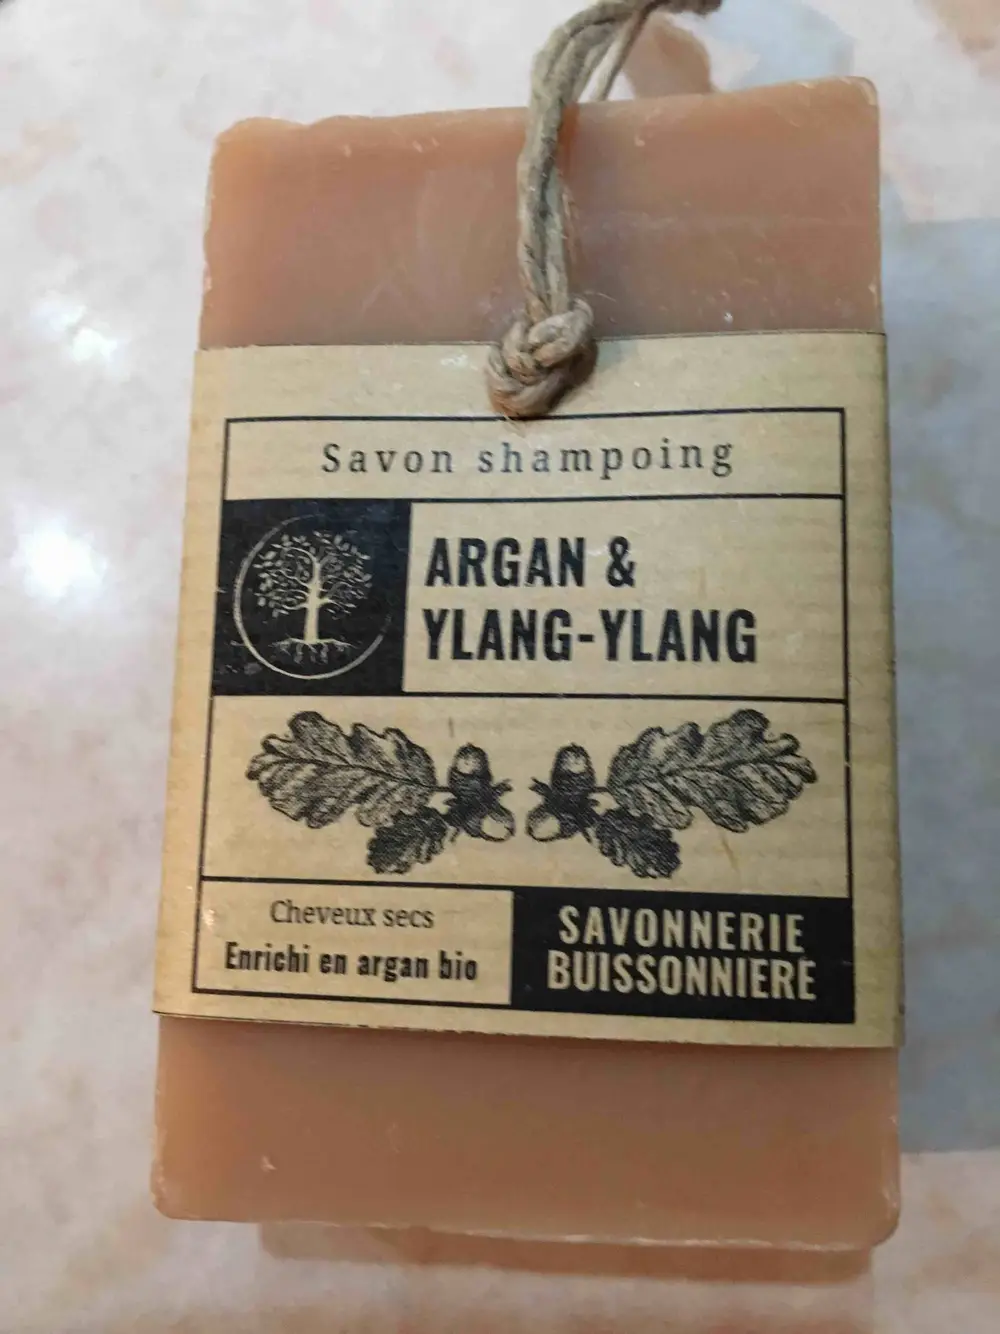 Savon shampoing
ARGAN &
YLANG-YLANG
Cheveux secs
Enrichi en argan bio
SAVONNERIE
BUISSONNIERE